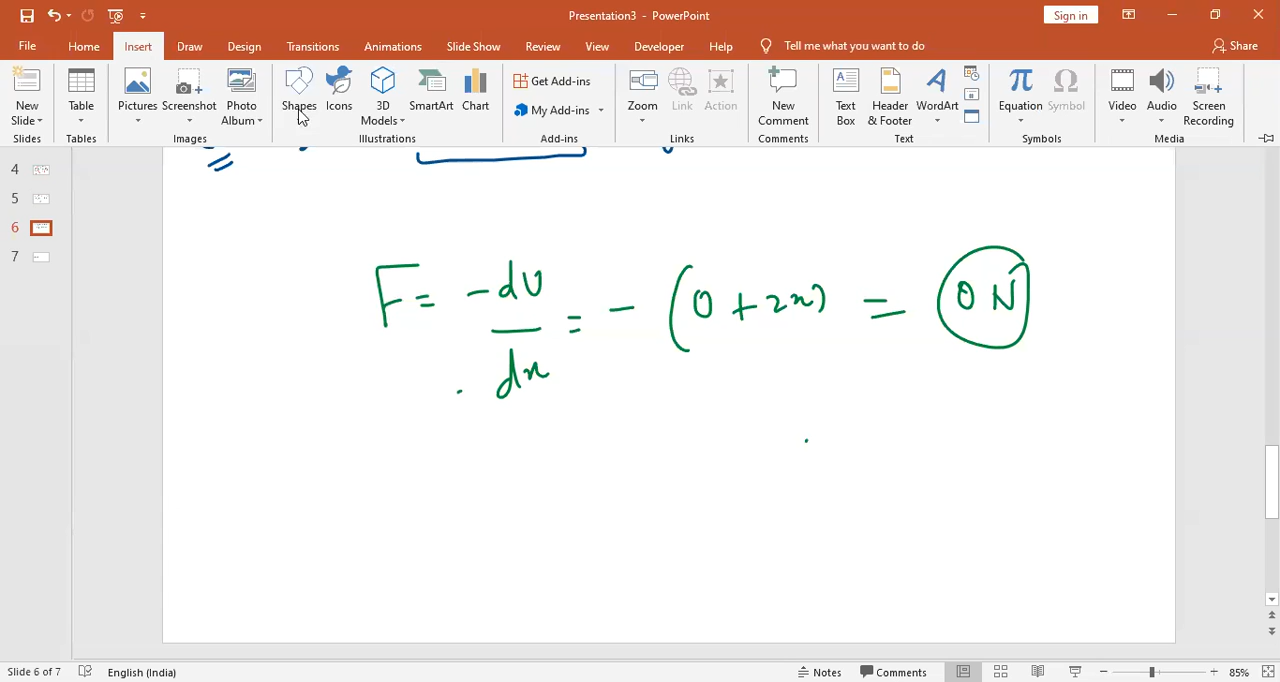 Presentation3 - PowerPoint
Sign in
File Home Insert Draw Design Transitions Animations Slide Show Review View Developer Help Tell me what you want to do Share
New Slide Table Pictures Screenshot Photo Album Shapes Icons 3D Models SmartArt Chart Get Add-ins My Add-ins Zoom Link Action New Comment Text Box Header & Footer WordArt Equation Symbol Video Audio Screen Recording
Slides Tables Images Illustrations Add-ins Links Comments Text Symbols Media
4
5
6
7
F = -dU/dx = - (0 + 2x) = 0 N
Slide 6 of 7 English (India) Notes Comments 85%